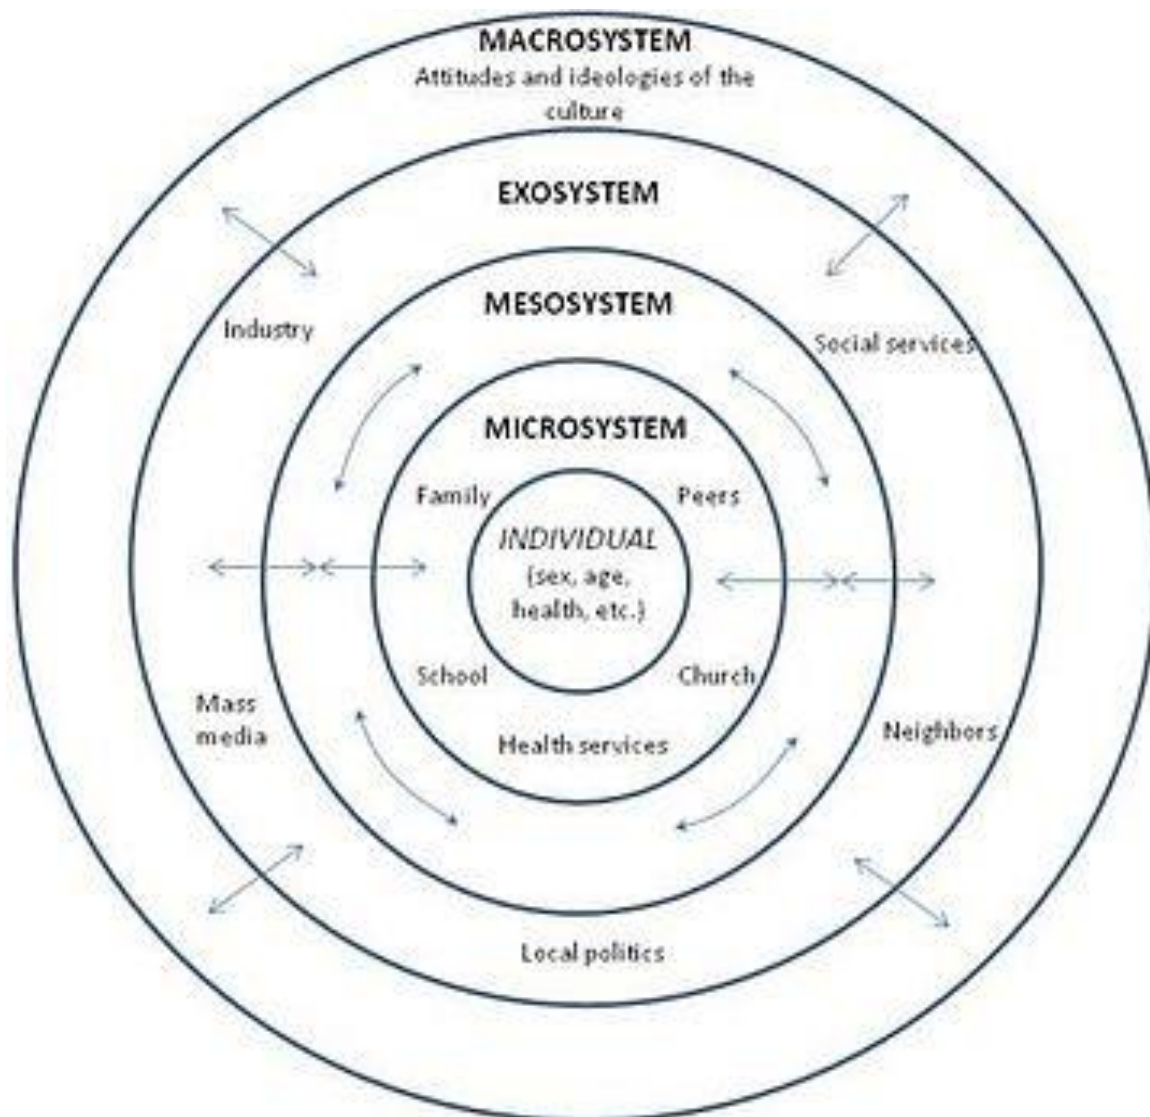 MACROSYSTEM
Attitudes and ideologies of the
culture
EXOSYSTEM
MESOSYSTEM
Industry
Social services
MICROSYSTEM
Family
Peers
INDIVIDUAL
(sex, age,
health, etc.)
School
Church
Mass
media
Neighbors
Health services
Local politics